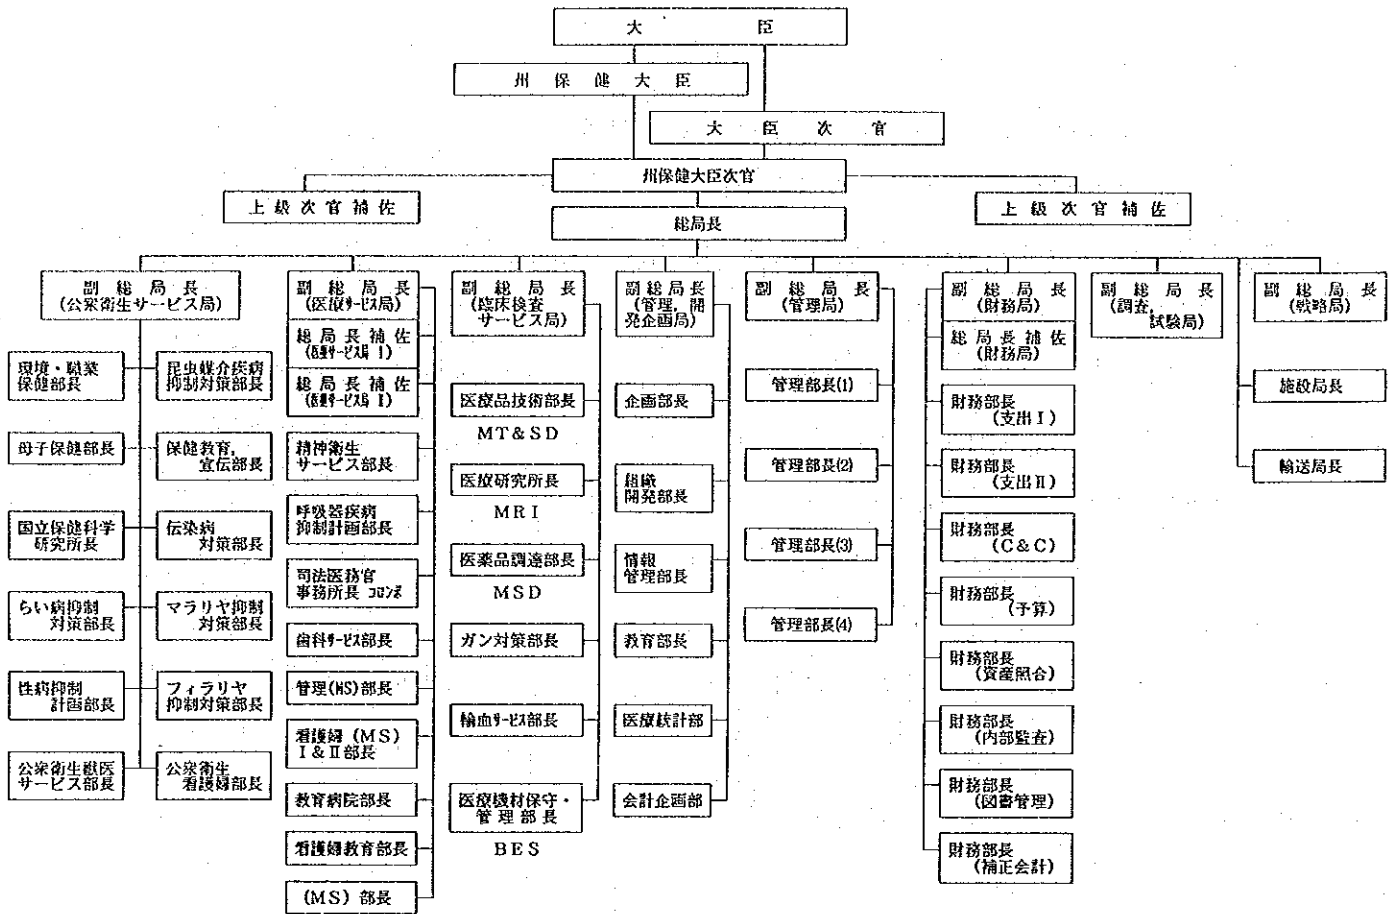 大臣
州保健大臣
大臣次官
州保健大臣次官
上級次官補佐
上級次官補佐
総局長
副総局長
(公衆衛生サービス局)
環境・職業
保健部長
昆虫媒介疾病
抑制対策部長
母子保健部長
保健教育,
宣伝部長
国立保健科学
研究所長
伝染病
対策部長
らい病抑制
対策部長
マラリヤ抑制
対策部長
性病抑制
計画部長
フィラリヤ
抑制対策部長
公衆衛生獣医
サービス部長
公衆衛生
看護婦部長
副総局長
(医療サービス局)
総局長補佐
(医療サービス局 I)
総局長補佐
(医療サービス局 II)
精神衛生
サービス部長
呼吸器疾病
抑制計画部長
司法医務官
事務所長 コロンボ
歯科サービス部長
管理(MS)部長
看護婦(MS)
I&II部長
教育病院部長
看護婦教育部長
(MS)部長
副総局長
(臨床検査
サービス局)
医療品技術部長
MT&SD
医療研究所長
MRI
医薬品調達部長
MSD
ガン対策部長
輸血サービス部長
医療機材保守・
管理部長
BES
副総局長
(管理,開
発企画局)
企画部長
組織
開発部長
情報
管理部長
教育部長
医療統計部
会計企画部
副総局長
(管理局)
管理部長(1)
管理部長(2)
管理部長(3)
管理部長(4)
副総局長
(財務局)
総局長補佐
(財務局)
財務部長
(支出I)
財務部長
(支出II)
財務部長
(C&C)
財務部長
(予算)
財務部長
(資産照合)
財務部長
(内部監査)
財務部長
(図書管理)
財務部長
(補正会計)
副総局長
(調査,
試験局)
副総局長
(戦略局)
施設局長
輸送局長